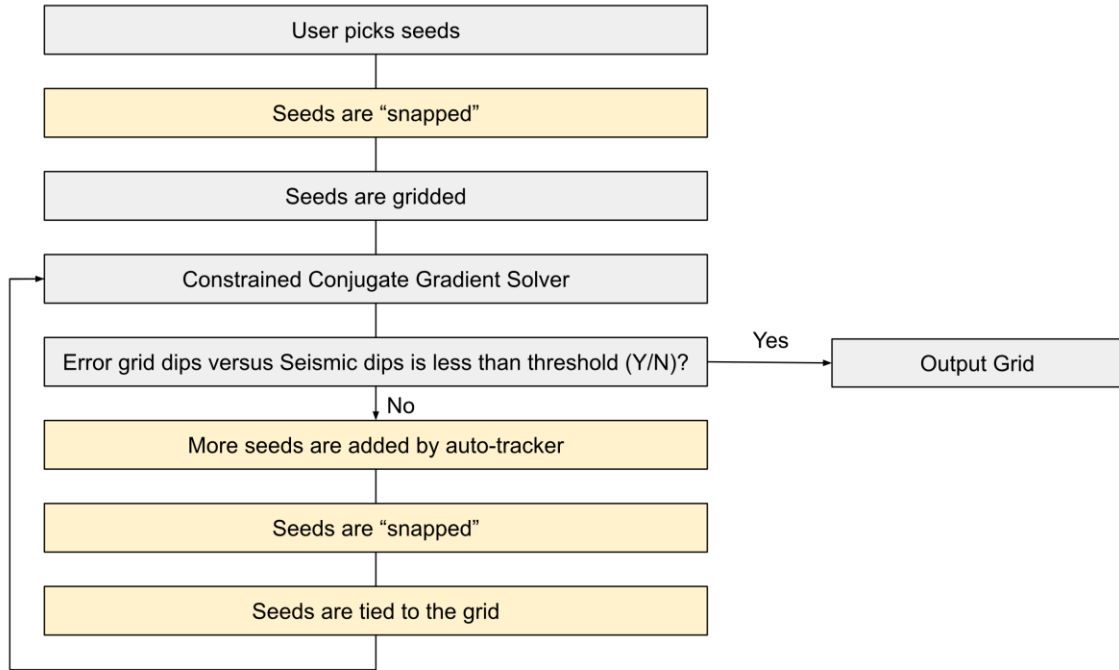 User picks seeds
Seeds are “snapped”
Seeds are gridded
Constrained Conjugate Gradient Solver
Error grid dips versus Seismic dips is less than threshold (Y/N)?
Yes
Output Grid
No
More seeds are added by auto-tracker
Seeds are “snapped”
Seeds are tied to the grid